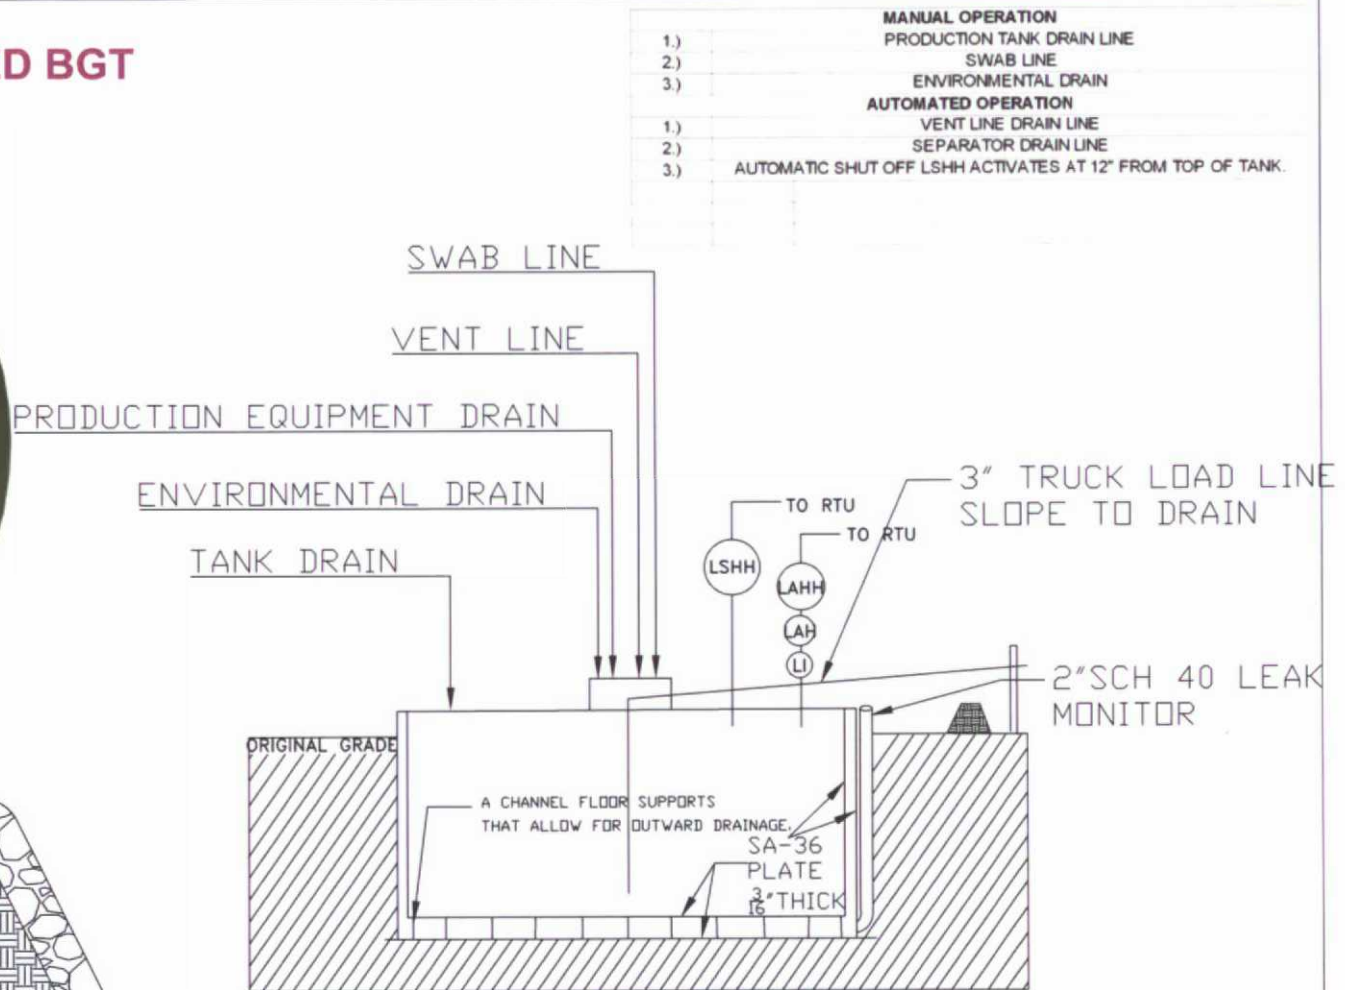 ED BGT
MANUAL OPERATION
1.) PRODUCTION TANK DRAIN LINE
2.) SWAB LINE
3.) ENVIRONMENTAL DRAIN
AUTOMATED OPERATION
1.) VENT LINE DRAIN LINE
2.) SEPARATOR DRAIN LINE
3.) AUTOMATIC SHUT OFF LSHH ACTIVATES AT 12" FROM TOP OF TANK.
SWAB LINE
VENT LINE
PRODUCTION EQUIPMENT DRAIN
ENVIRONMENTAL DRAIN
TANK DRAIN
3" TRUCK LOAD LINE
SLOPE TO DRAIN
TO RTU
TO RTU
LSHH
LAHH
LAH
LI
2"SCH 40 LEAK
MONITOR
ORIGINAL GRADE
A CHANNEL FLOOR SUPPORTS
THAT ALLOW FOR OUTWARD DRAINAGE.
SA-36
PLATE
3/16"THICK